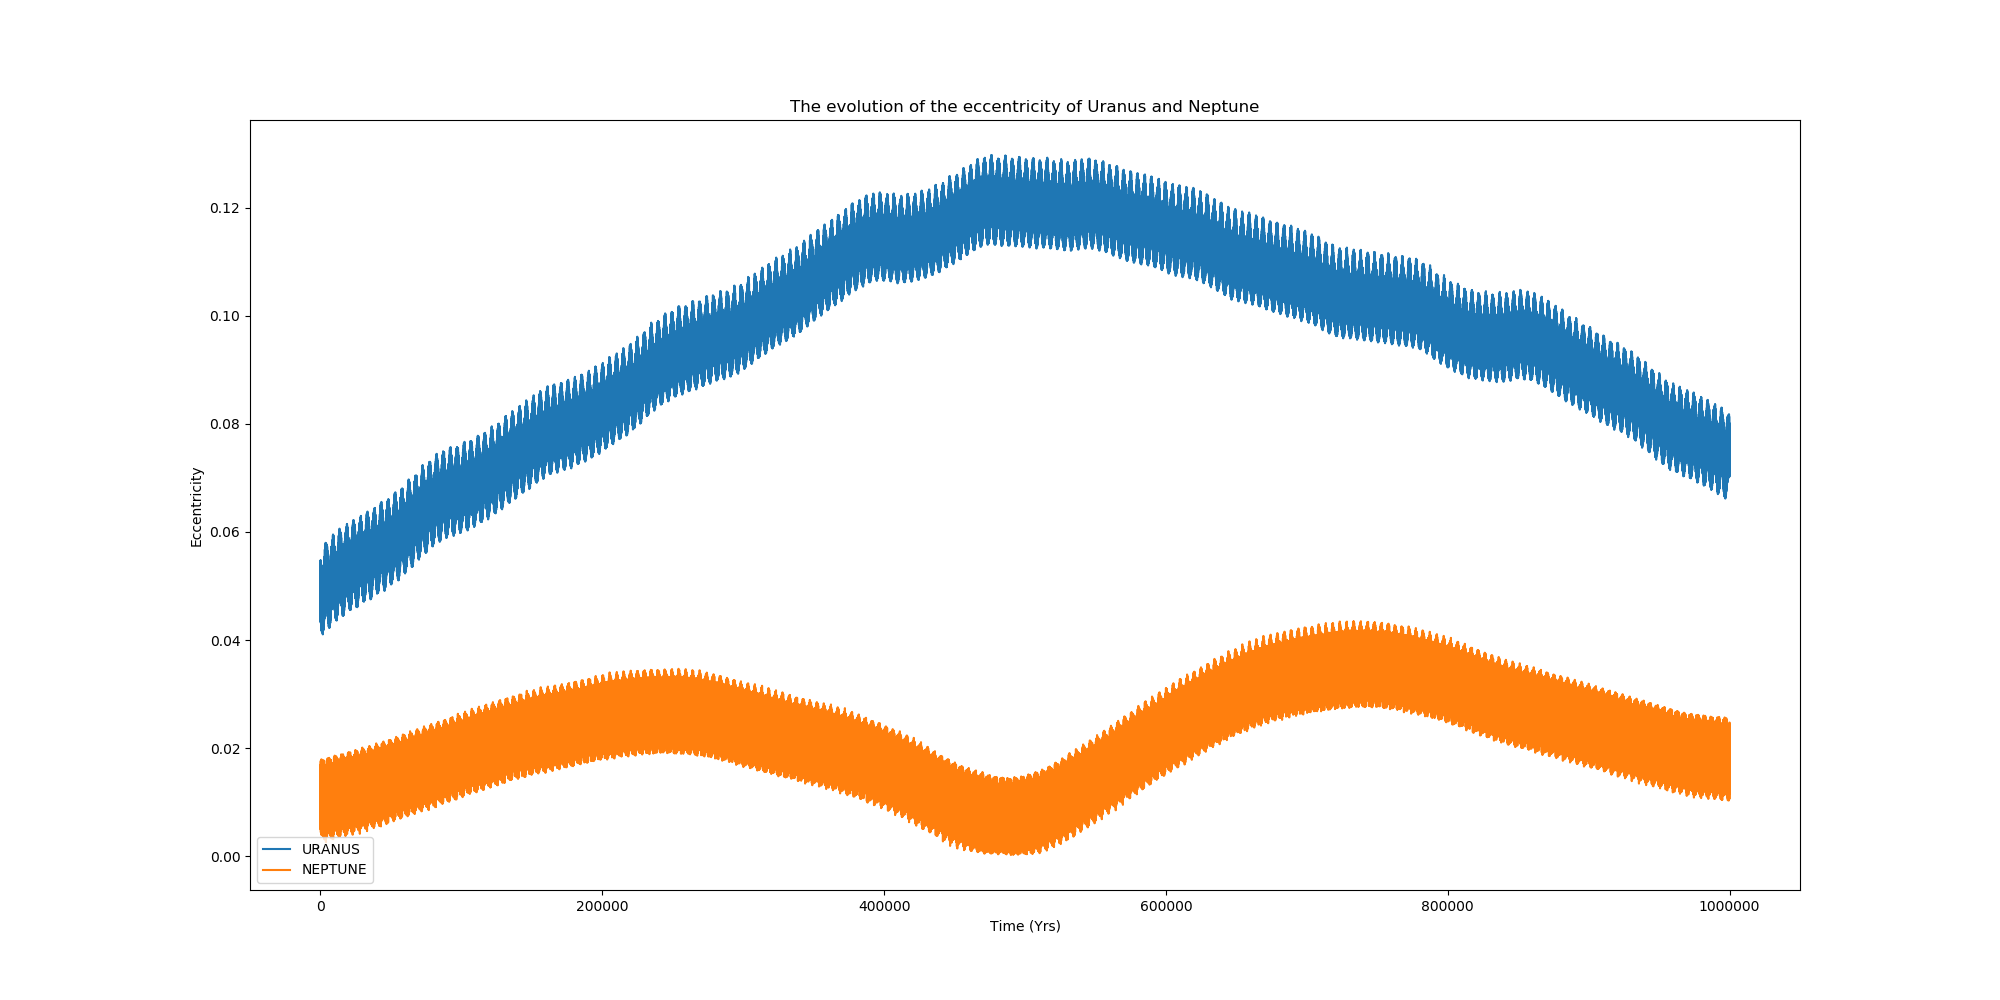 The evolution of the eccentricity of Uranus and Neptune
Eccentricity
0.12
0.10
0.08
0.06
0.04
0.02
0.00
URANUS
NEPTUNE
0
200000
400000
600000
800000
1000000
Time (Yrs)